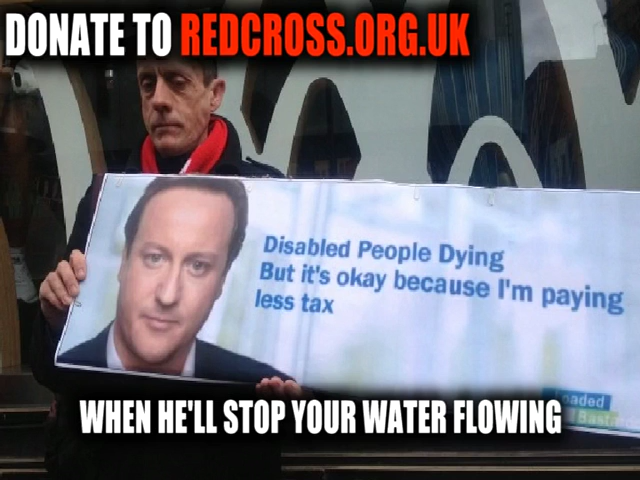 DONATE TO REDCROSS.ORG.UK
Disabled People Dying
But it's okay because I'm paying
less tax
WHEN HE'LL STOP YOUR WATER FLOWING